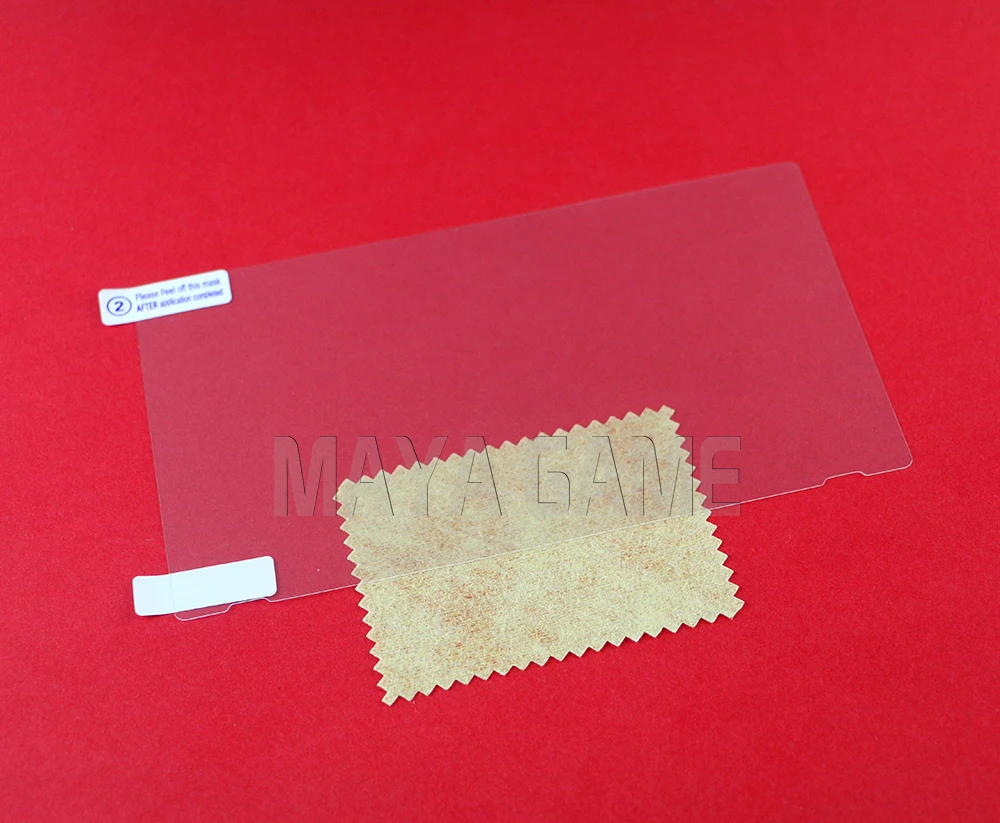 2 Please Peel off this mask
AFTER application completed
MAYA GAME